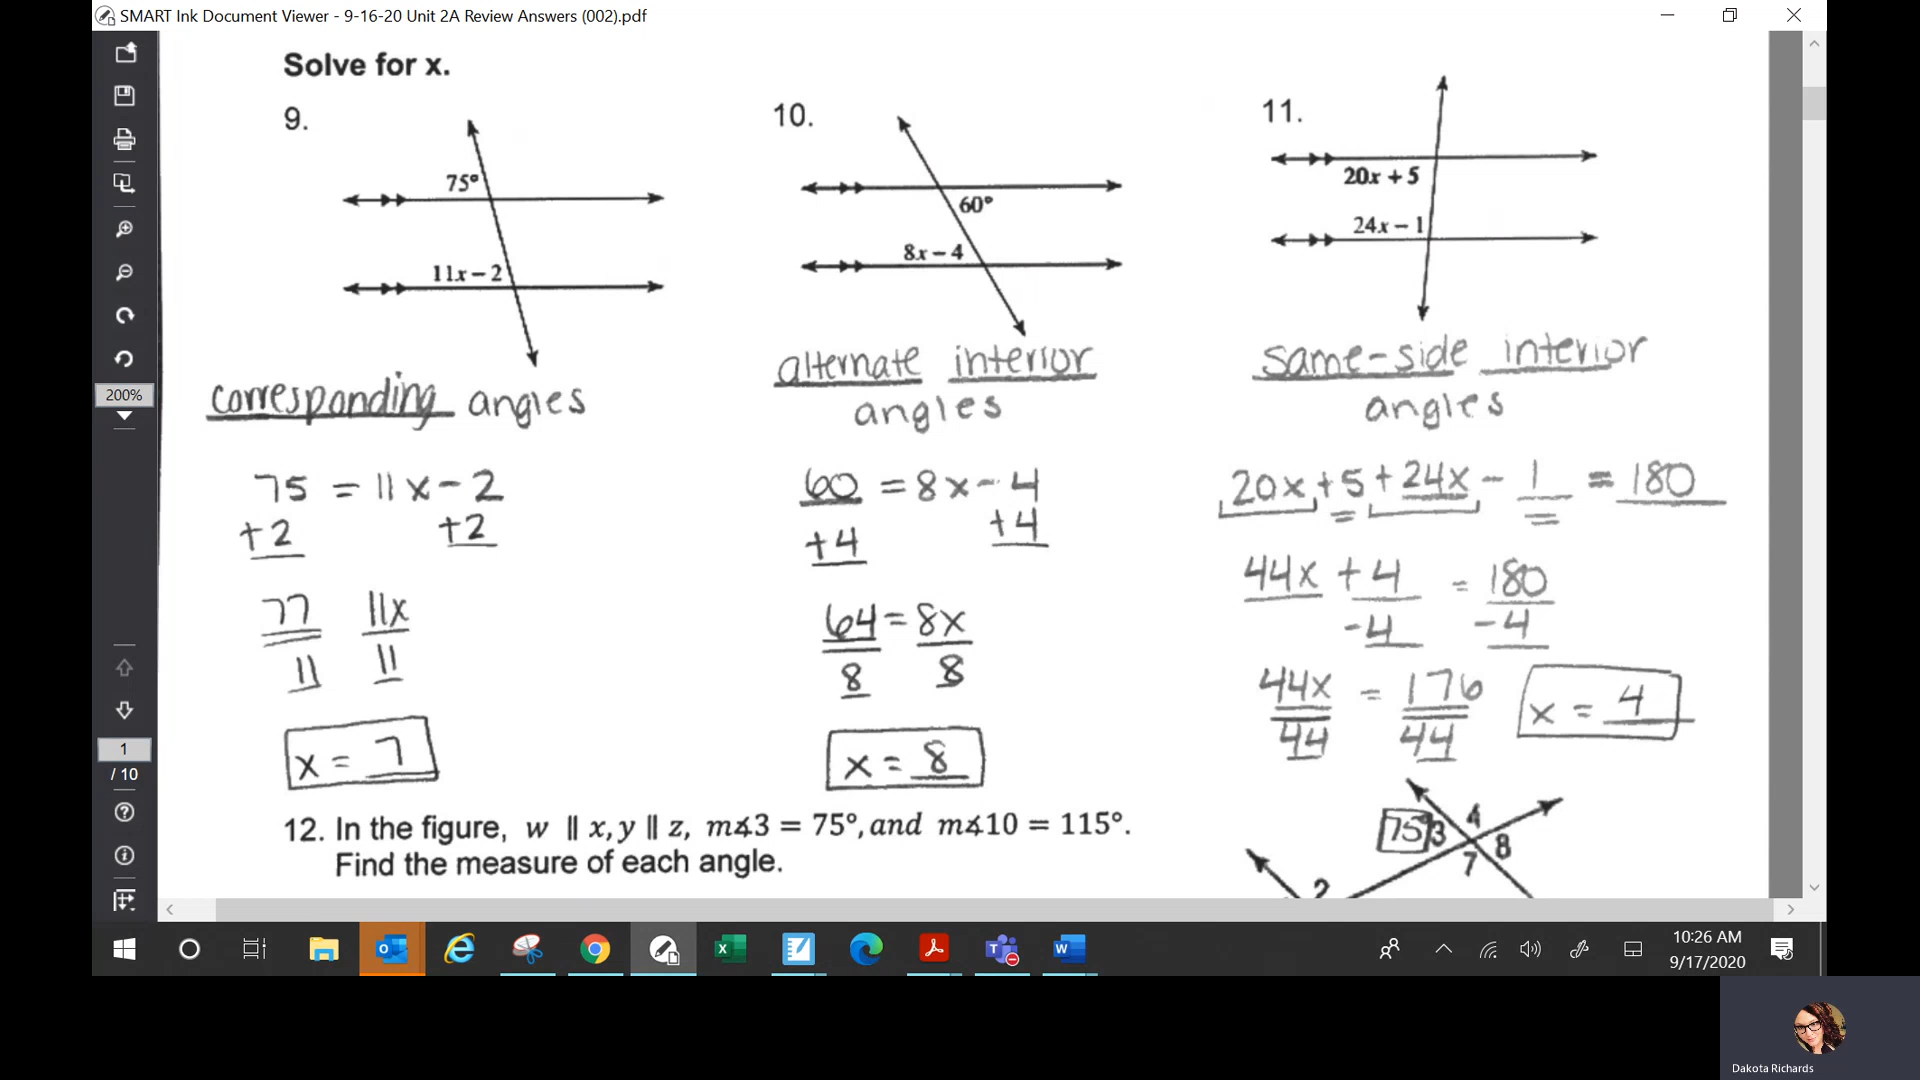 SMART Ink Document Viewer - 9-16-20 Unit 2A Review Answers (002).pdf
Solve for x.
9.
75°
11x – 2
corresponding angles
75 = 11x - 2
+2 +2
77 11x
11 11
x = 7
10.
60°
8x – 4
alternate interior
angles
60 = 8x - 4
+4 +4
64 = 8x
8 8
x = 8
11.
20x + 5
24x – 1
same-side interior
angles
20x + 5 + 24x - 1 = 180
44x + 4 = 180
-4 -4
44x = 176
44 44
x = 4
12. In the figure, w ∥ x, y ∥ z, m∡3 = 75°, and m∡10 = 115°.
Find the measure of each angle.
75° 3 4
7 8
2
200%
1
/ 10
10:26 AM
9/17/2020
Dakota Richards